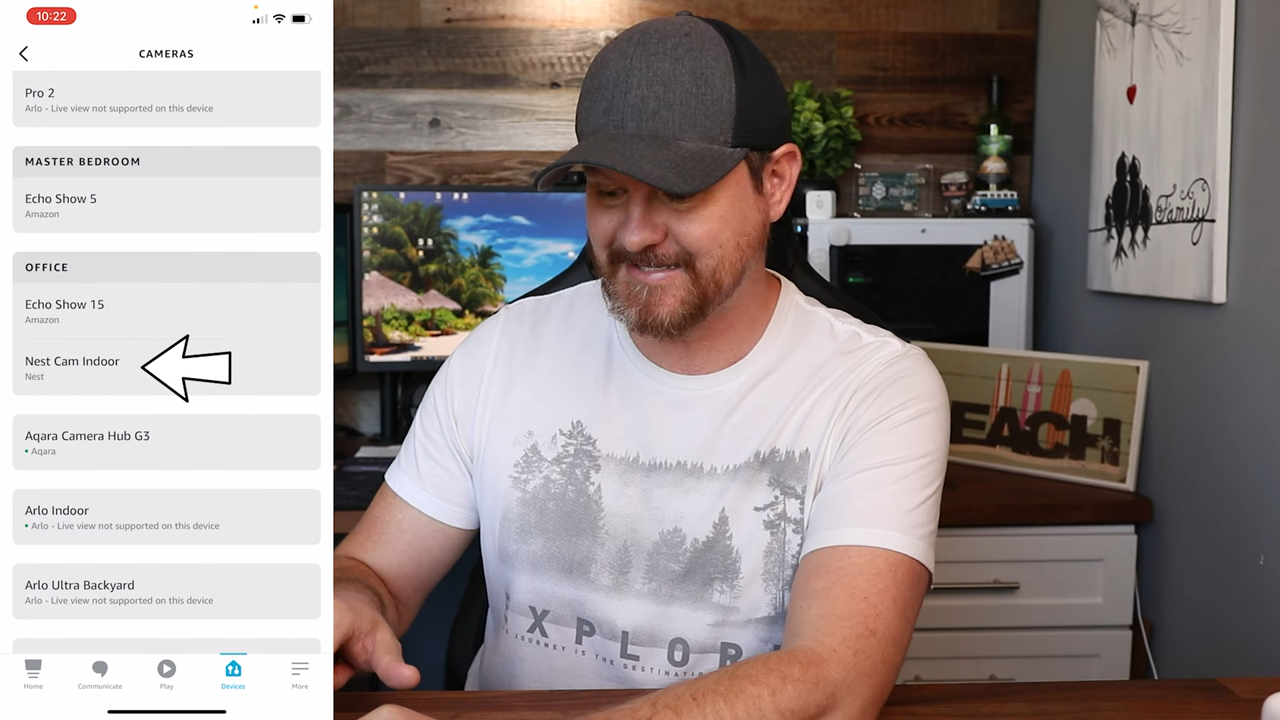 10:22
CAMERAS
Pro 2
Arlo - Live view not supported on this device
MASTER BEDROOM
Echo Show 5
Amazon
OFFICE
Echo Show 15
Amazon
Nest Cam Indoor
Nest
Aqara Camera Hub G3
Aqara
Arlo Indoor
Arlo - Live view not supported on this device
Arlo Ultra Backyard
Arlo - Live view not supported on this device
Home
Communicate
Play
Devices
More
Family
EACH
EXPLOR
JOURNEY IS THE DESTINAT